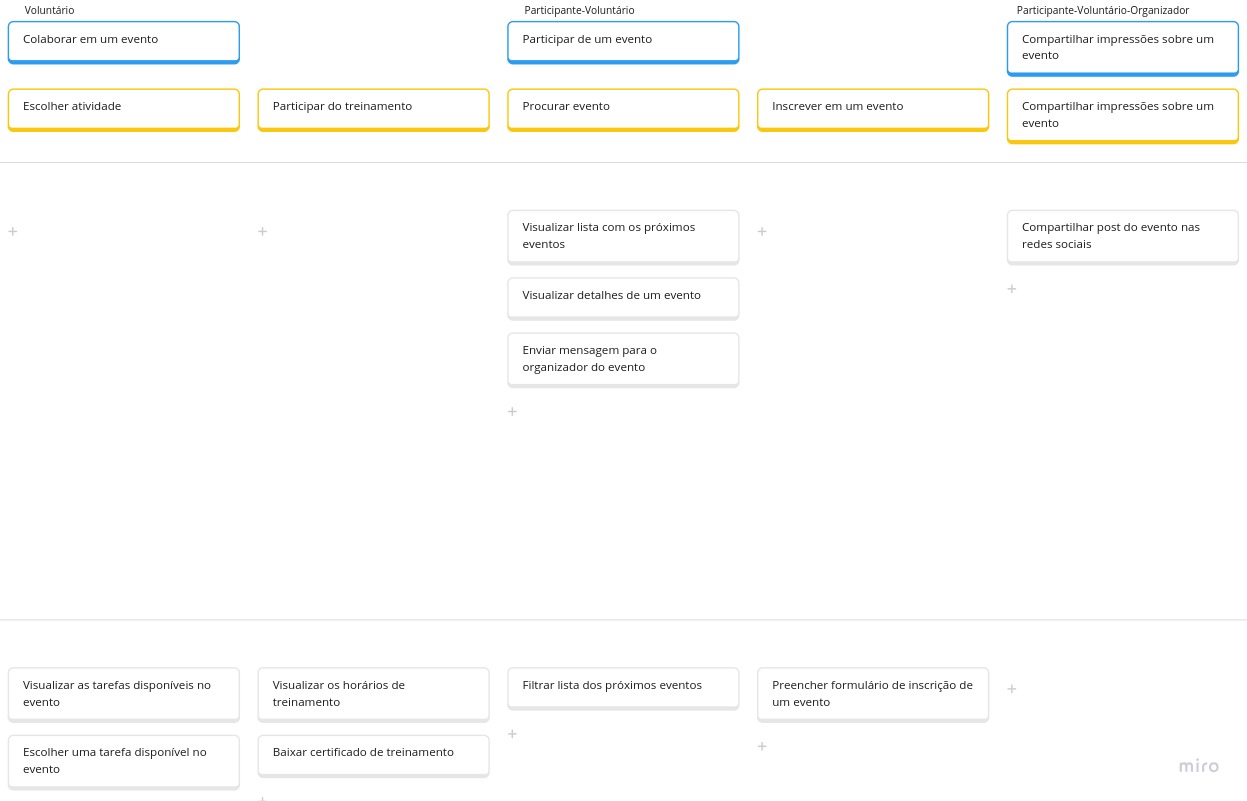 Voluntário
Participante-Voluntário
Participante-Voluntário-Organizador
Colaborar em um evento
Participar de um evento
Compartilhar impressões sobre um
evento
Escolher atividade
Participar do treinamento
Procurar evento
Inscrever em um evento
Compartilhar impressões sobre um
evento
Visualizar lista com os próximos
eventos
Compartilhar post do evento nas
redes sociais
Visualizar detalhes de um evento
Enviar mensagem para o
organizador do evento
Visualizar as tarefas disponíveis no
evento
Visualizar os horários de
treinamento
Filtrar lista dos próximos eventos
Preencher formulário de inscrição de
um evento
Escolher uma tarefa disponível no
evento
Baixar certificado de treinamento
miro